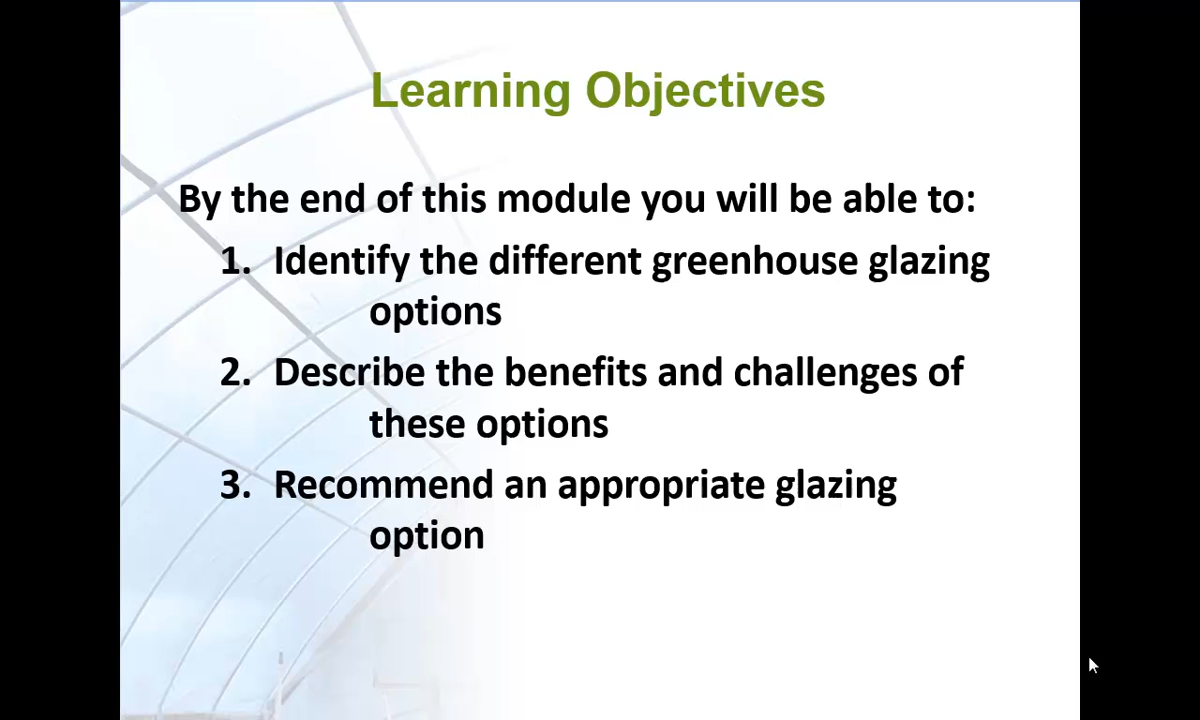 Learning Objectives
By the end of this module you will be able to:
1. Identify the different greenhouse glazing
options
2. Describe the benefits and challenges of
these options
3. Recommend an appropriate glazing
option